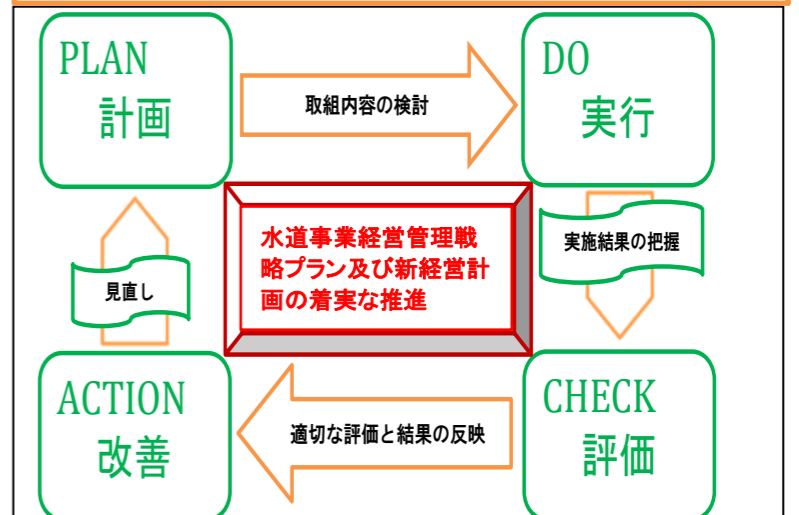 PLAN
計画
取組内容の検討
DO
実行
水道事業経営管理戦
略プラン及び新経営計
画の着実な推進
実施結果の把握
見直し
ACTION
改善
適切な評価と結果の反映
CHECK
評価